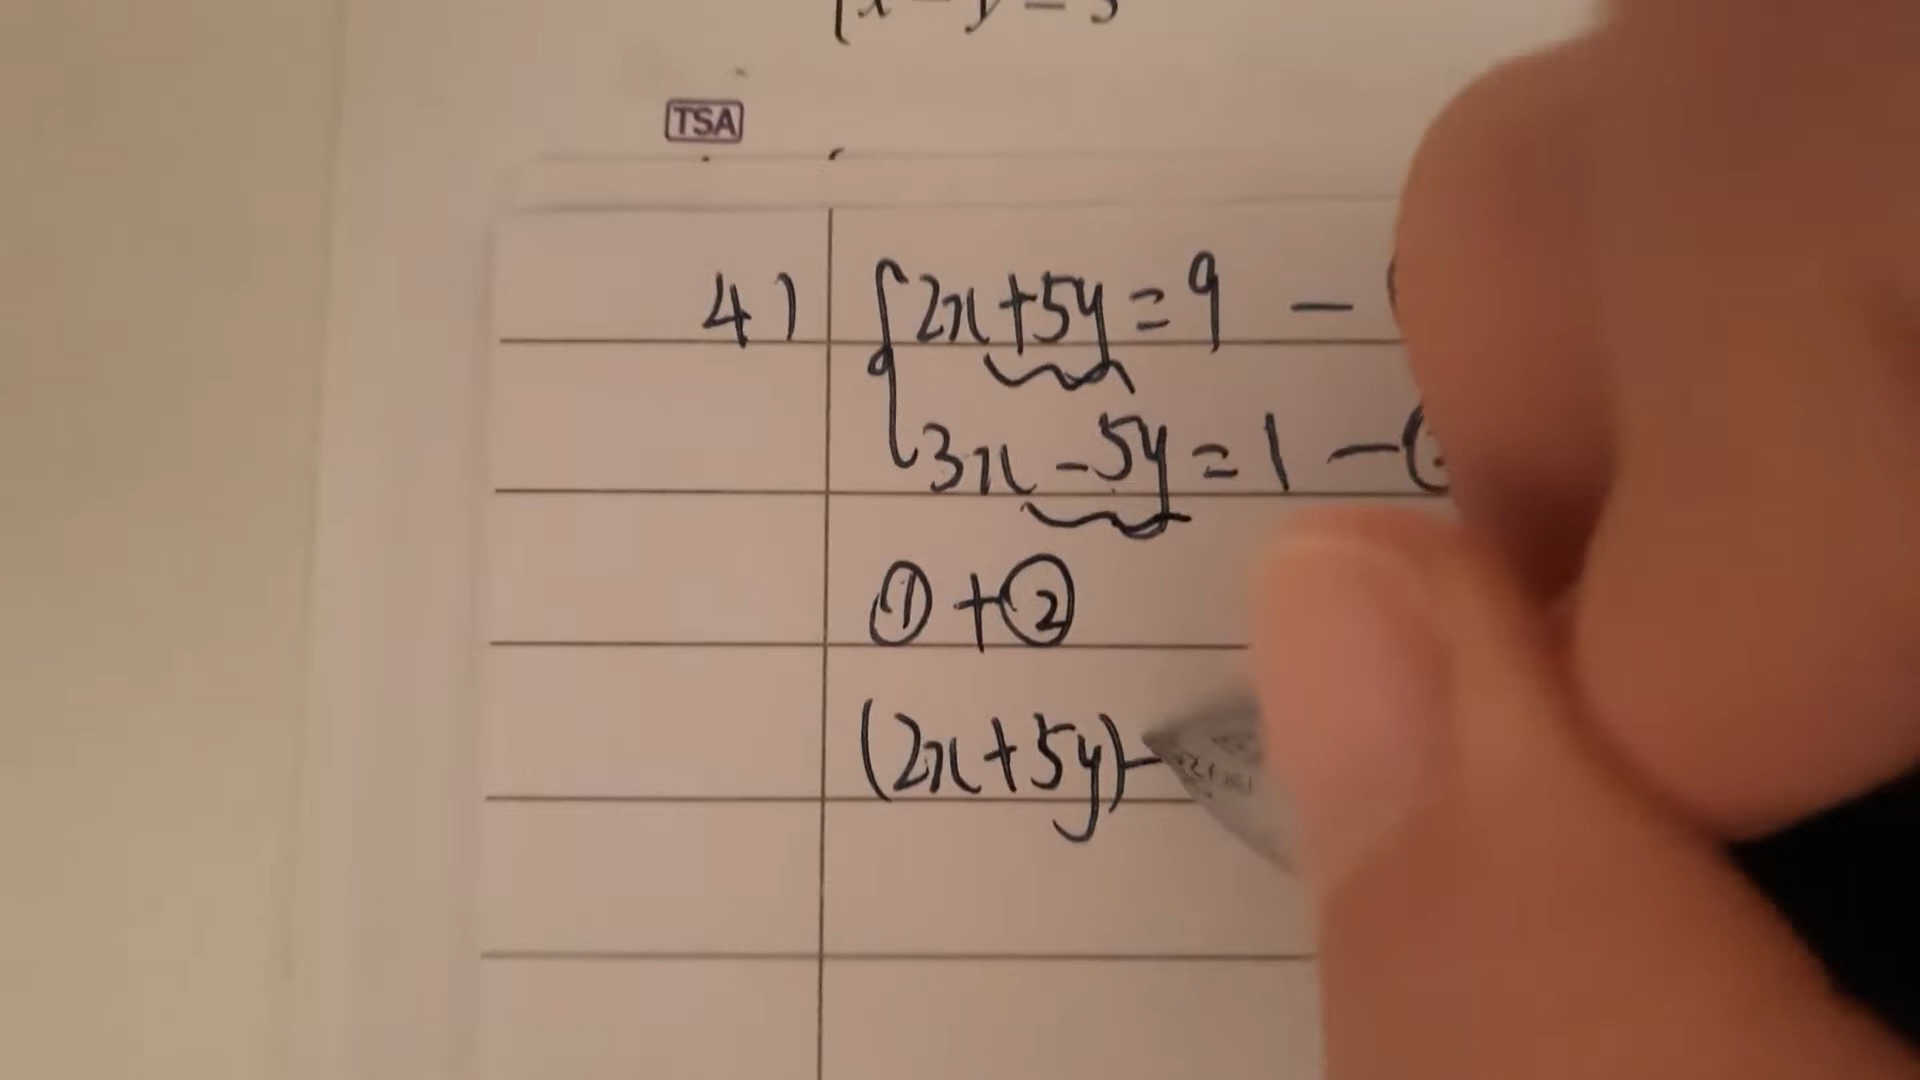 TSA
4) { 2x + 5y = 9 —
3x - 5y = 1 —
① + ②
(2x + 5y)